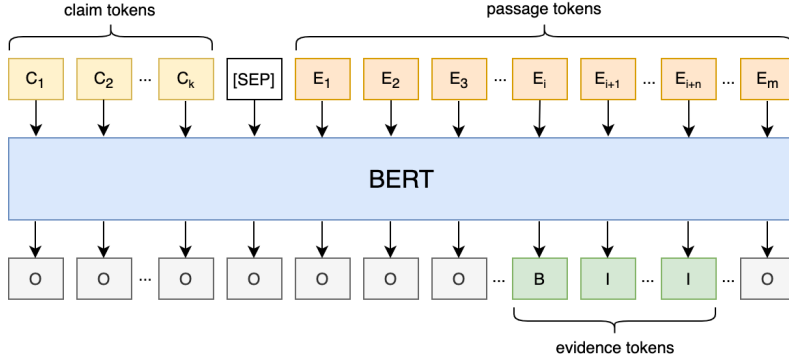 claim tokens passage tokens
C1 C2 ... Ck [SEP] E1 E2 E3 ... Ei Ei+1 ... Ei+n ... Em
BERT
O O ... O O O O O ... B I ... I ... O
evidence tokens